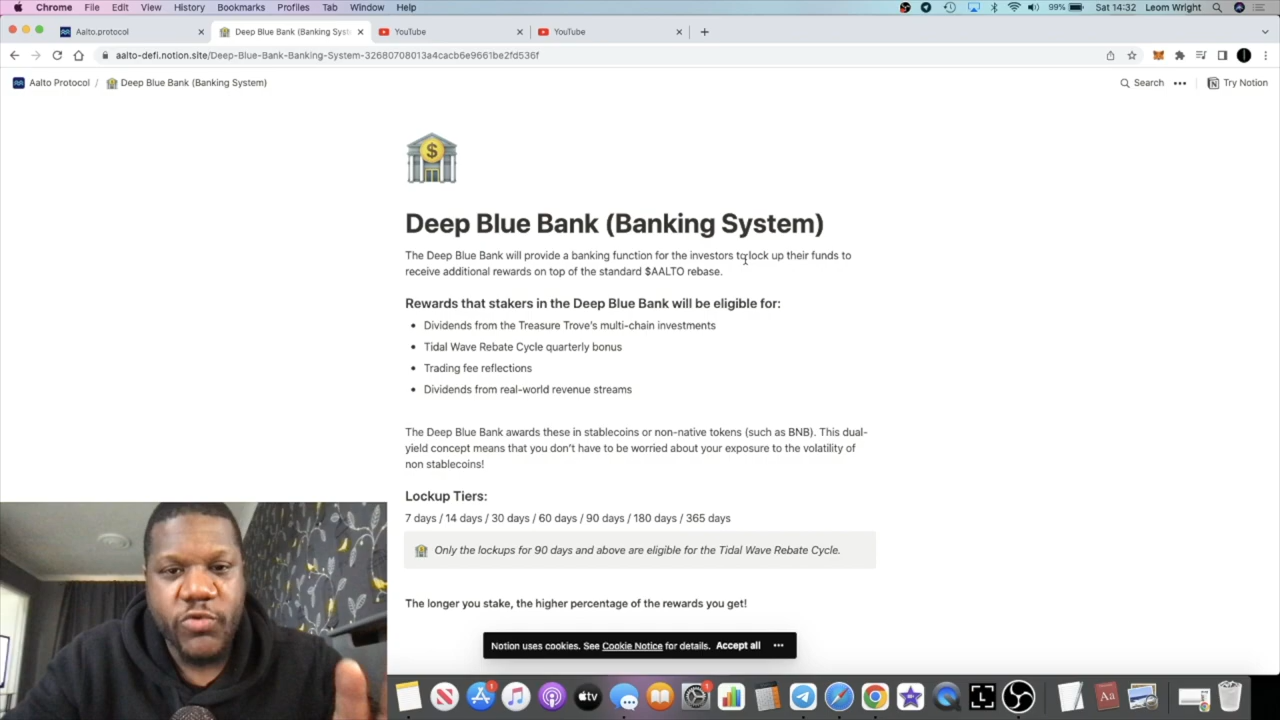 Chrome File Edit View History Bookmarks Profiles Tab Window Help 99% Sat 14:32 Leom Wright
Aalto.protocol Deep Blue Bank (Banking Syst YouTube YouTube
aalto-defi.notion.site/Deep-Blue-Bank-Banking-System-32680708013a4cacb6e9661be2fd536f
Aalto Protocol / Deep Blue Bank (Banking System) Search Try Notion
Deep Blue Bank (Banking System)
The Deep Blue Bank will provide a banking function for the investors to lock up their funds to
receive additional rewards on top of the standard $AALTO rebase.
Rewards that stakers in the Deep Blue Bank will be eligible for:
• Dividends from the Treasure Trove's multi-chain investments
• Tidal Wave Rebate Cycle quarterly bonus
• Trading fee reflections
• Dividends from real-world revenue streams
The Deep Blue Bank awards these in stablecoins or non-native tokens (such as BNB). This dual-
yield concept means that you don't have to be worried about your exposure to the volatility of
non stablecoins!
Lockup Tiers:
7 days / 14 days / 30 days / 60 days / 90 days / 180 days / 365 days
Only the lockups for 90 days and above are eligible for the Tidal Wave Rebate Cycle.
The longer you stake, the higher percentage of the rewards you get!
Notion uses cookies. See Cookie Notice for details. Accept all
tv